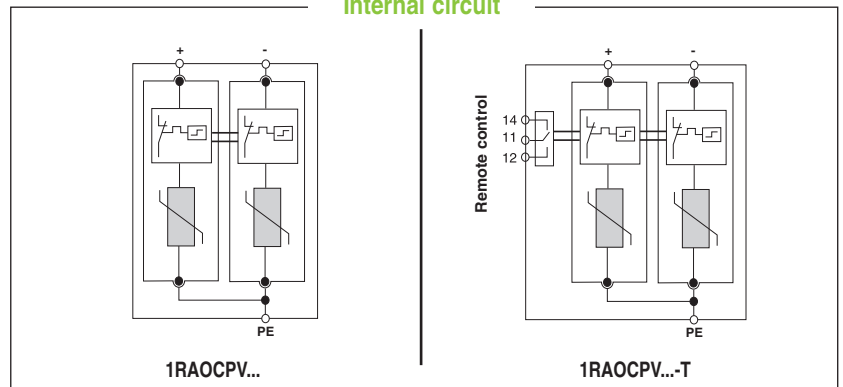 Internal circuit
+ -
PE
1RAOCPV...
Remote control
14
11
12
+ -
PE
1RAOCPV...-T